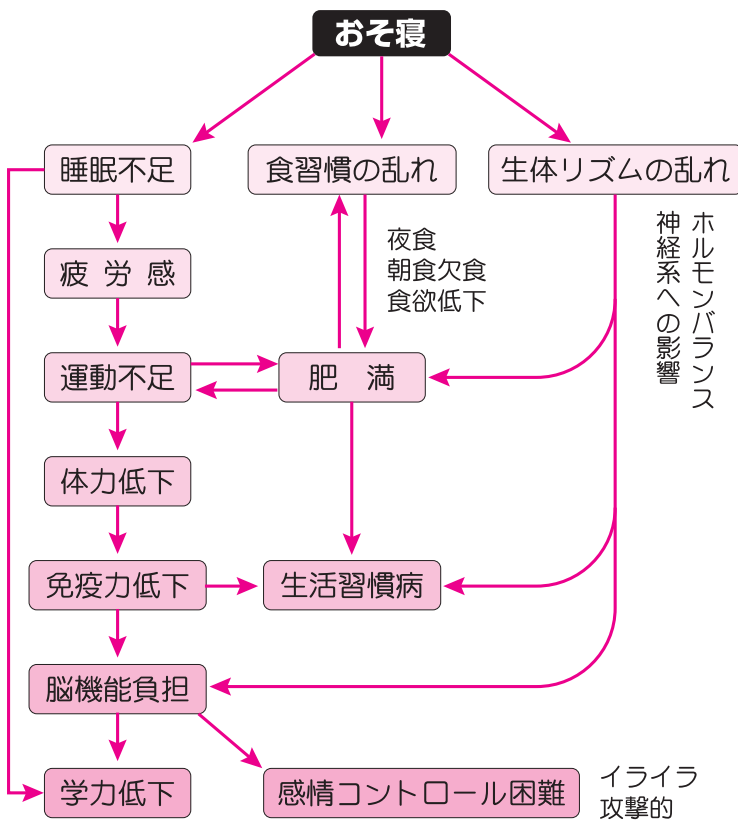 おそ寝
睡眠不足
食習慣の乱れ
生体リズムの乱れ
ホルモンバランス
神経系への影響
疲労感
夜食
朝食欠食
食欲低下
運動不足
肥満
体力低下
免疫力低下
生活習慣病
脳機能負担
学力低下
感情コントロール困難
イライラ
攻撃的